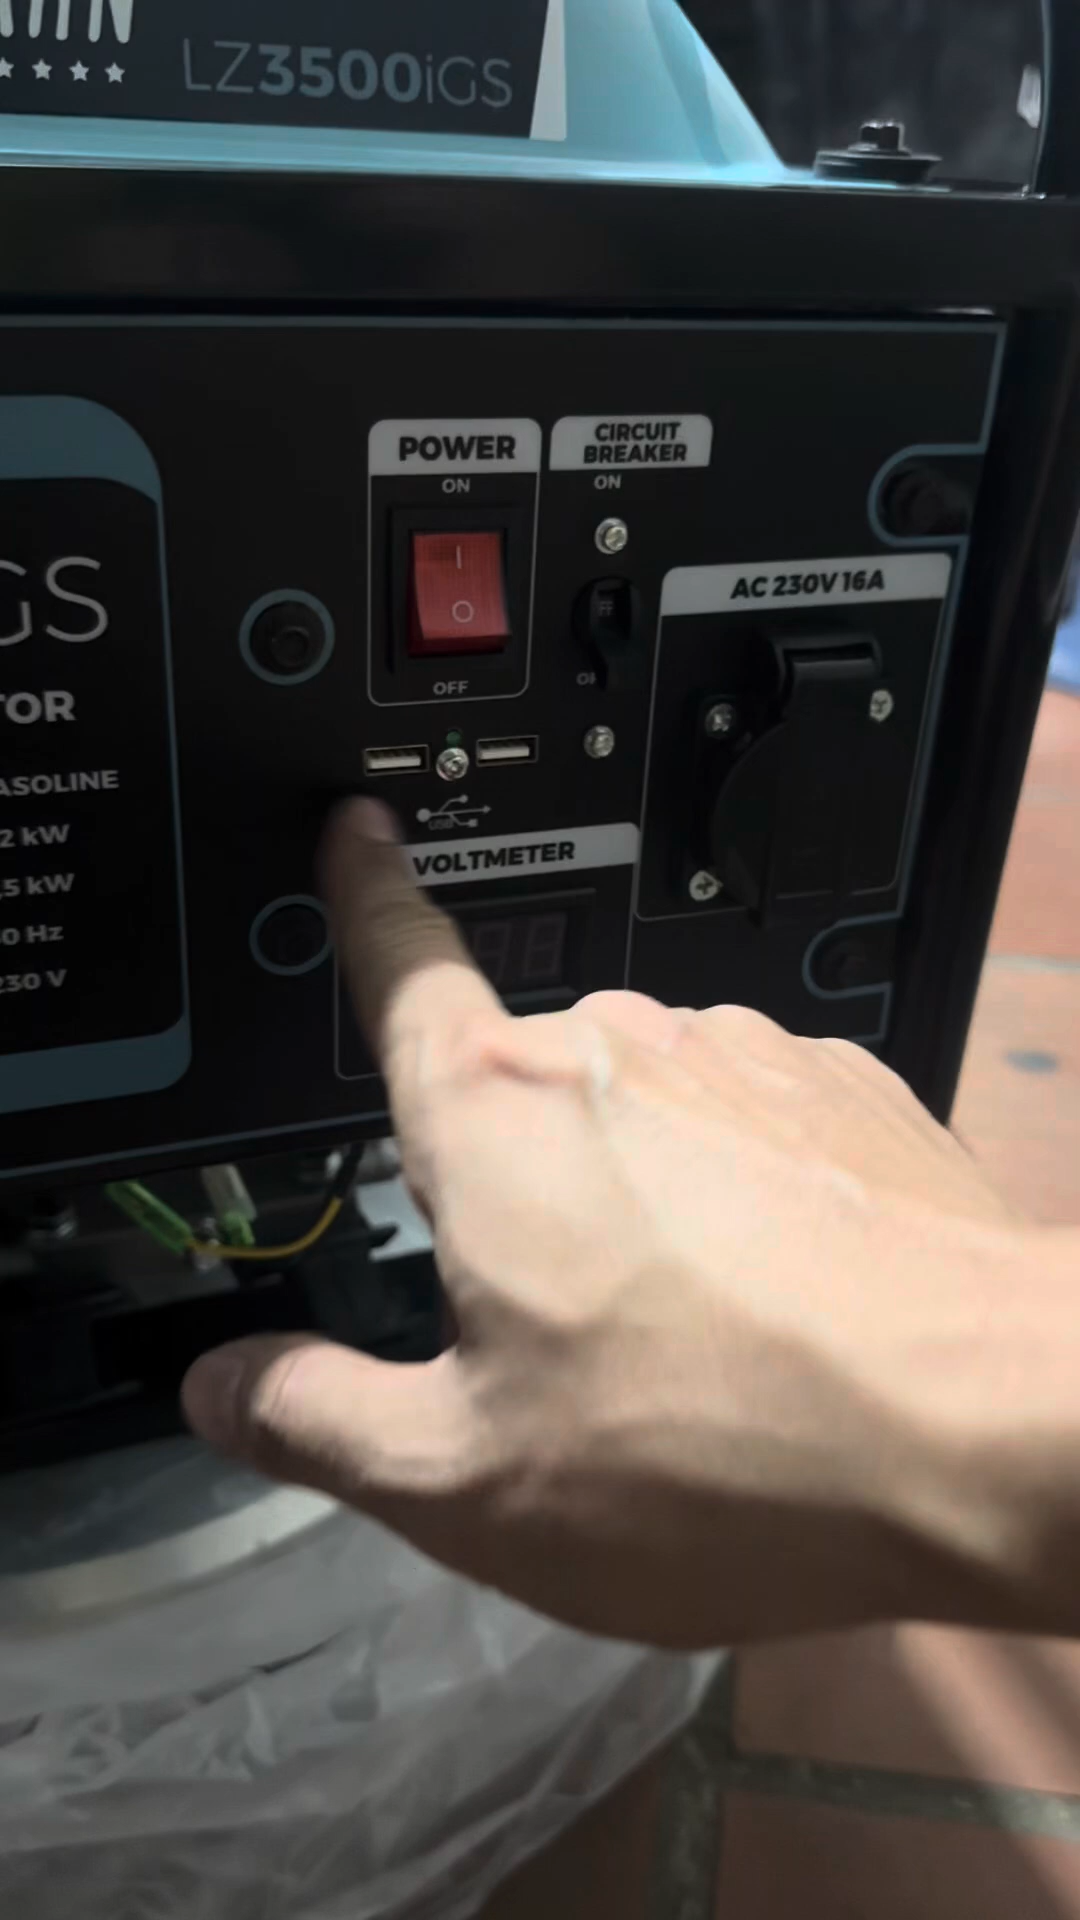 LZ3500iGS
POWER
ON
OFF
CIRCUIT
BREAKER
ON
AC 230V 16A
GS
TOR
ASOLINE
2 kW
,5 kW
0 Hz
230 V
USB
VOLTMETER